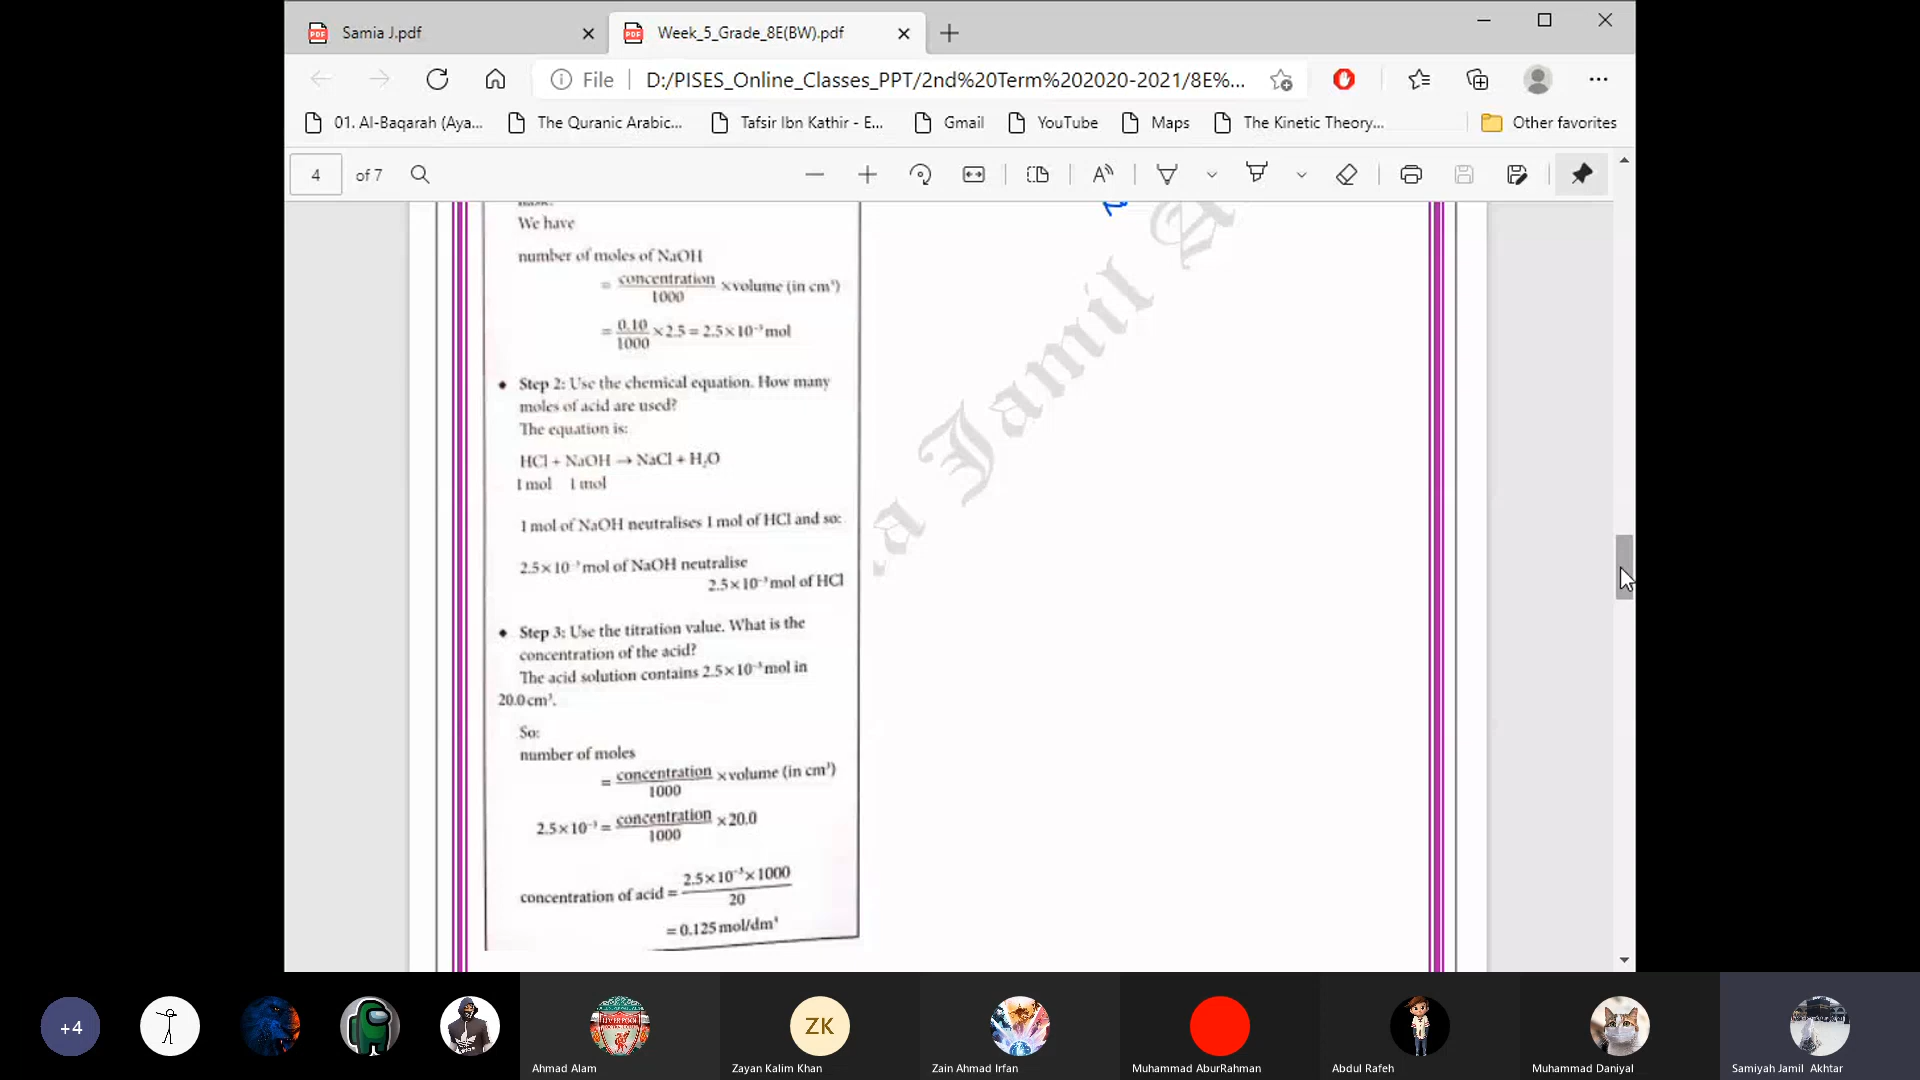 Samia J.pdf
Week_5_Grade_8E(BW).pdf
File
D:/PISES_Online_Classes_PPT/2nd%20Term%202020-2021/8E%...
01. Al-Baqarah (Aya...
The Quranic Arabic...
Tafsir Ibn Kathir - E...
Gmail
YouTube
Maps
The Kinetic Theory...
Other favorites
4 of 7
We have
number of moles of NaOH
= concentration/1000 × volume (in cm³)
= 0.10/1000 × 2.5 = 2.5 × 10⁻³ mol
• Step 2: Use the chemical equation. How many
moles of acid are used?
The equation is:
HCl + NaOH → NaCl + H₂O
1 mol 1 mol
1 mol of NaOH neutralises 1 mol of HCl and so:
2.5 × 10⁻³ mol of NaOH neutralise
2.5 × 10⁻³ mol of HCl
• Step 3: Use the titration value. What is the
concentration of the acid?
The acid solution contains 2.5 × 10⁻³ mol in
20.0 cm³.
So:
number of moles
= concentration/1000 × volume (in cm³)
2.5 × 10⁻³ = concentration/1000 × 20.0
concentration of acid = 2.5 × 10⁻³ × 1000/20
= 0.125 mol/dm³
a Jamil A
+4
ZK
Ahmad Alam
Zayan Kalim Khan
Zain Ahmad Irfan
Muhammad AburRahman
Abdul Rafeh
Muhammad Daniyal
Samiyah Jamil Akhtar